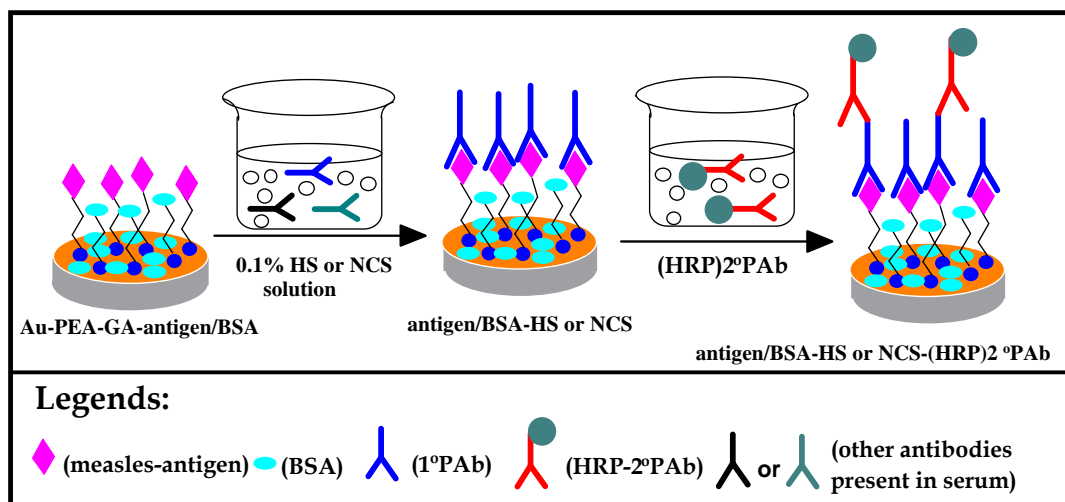 0.1% HS or NCS
solution
(HRP)2ºPAb
Au-PEA-GA-antigen/BSA
antigen/BSA-HS or NCS
antigen/BSA-HS or NCS-(HRP)2 ºPAb
Legends:
(measles-antigen)
(BSA)
(1ºPAb)
(HRP-2ºPAb)
or
(other antibodies
present in serum)